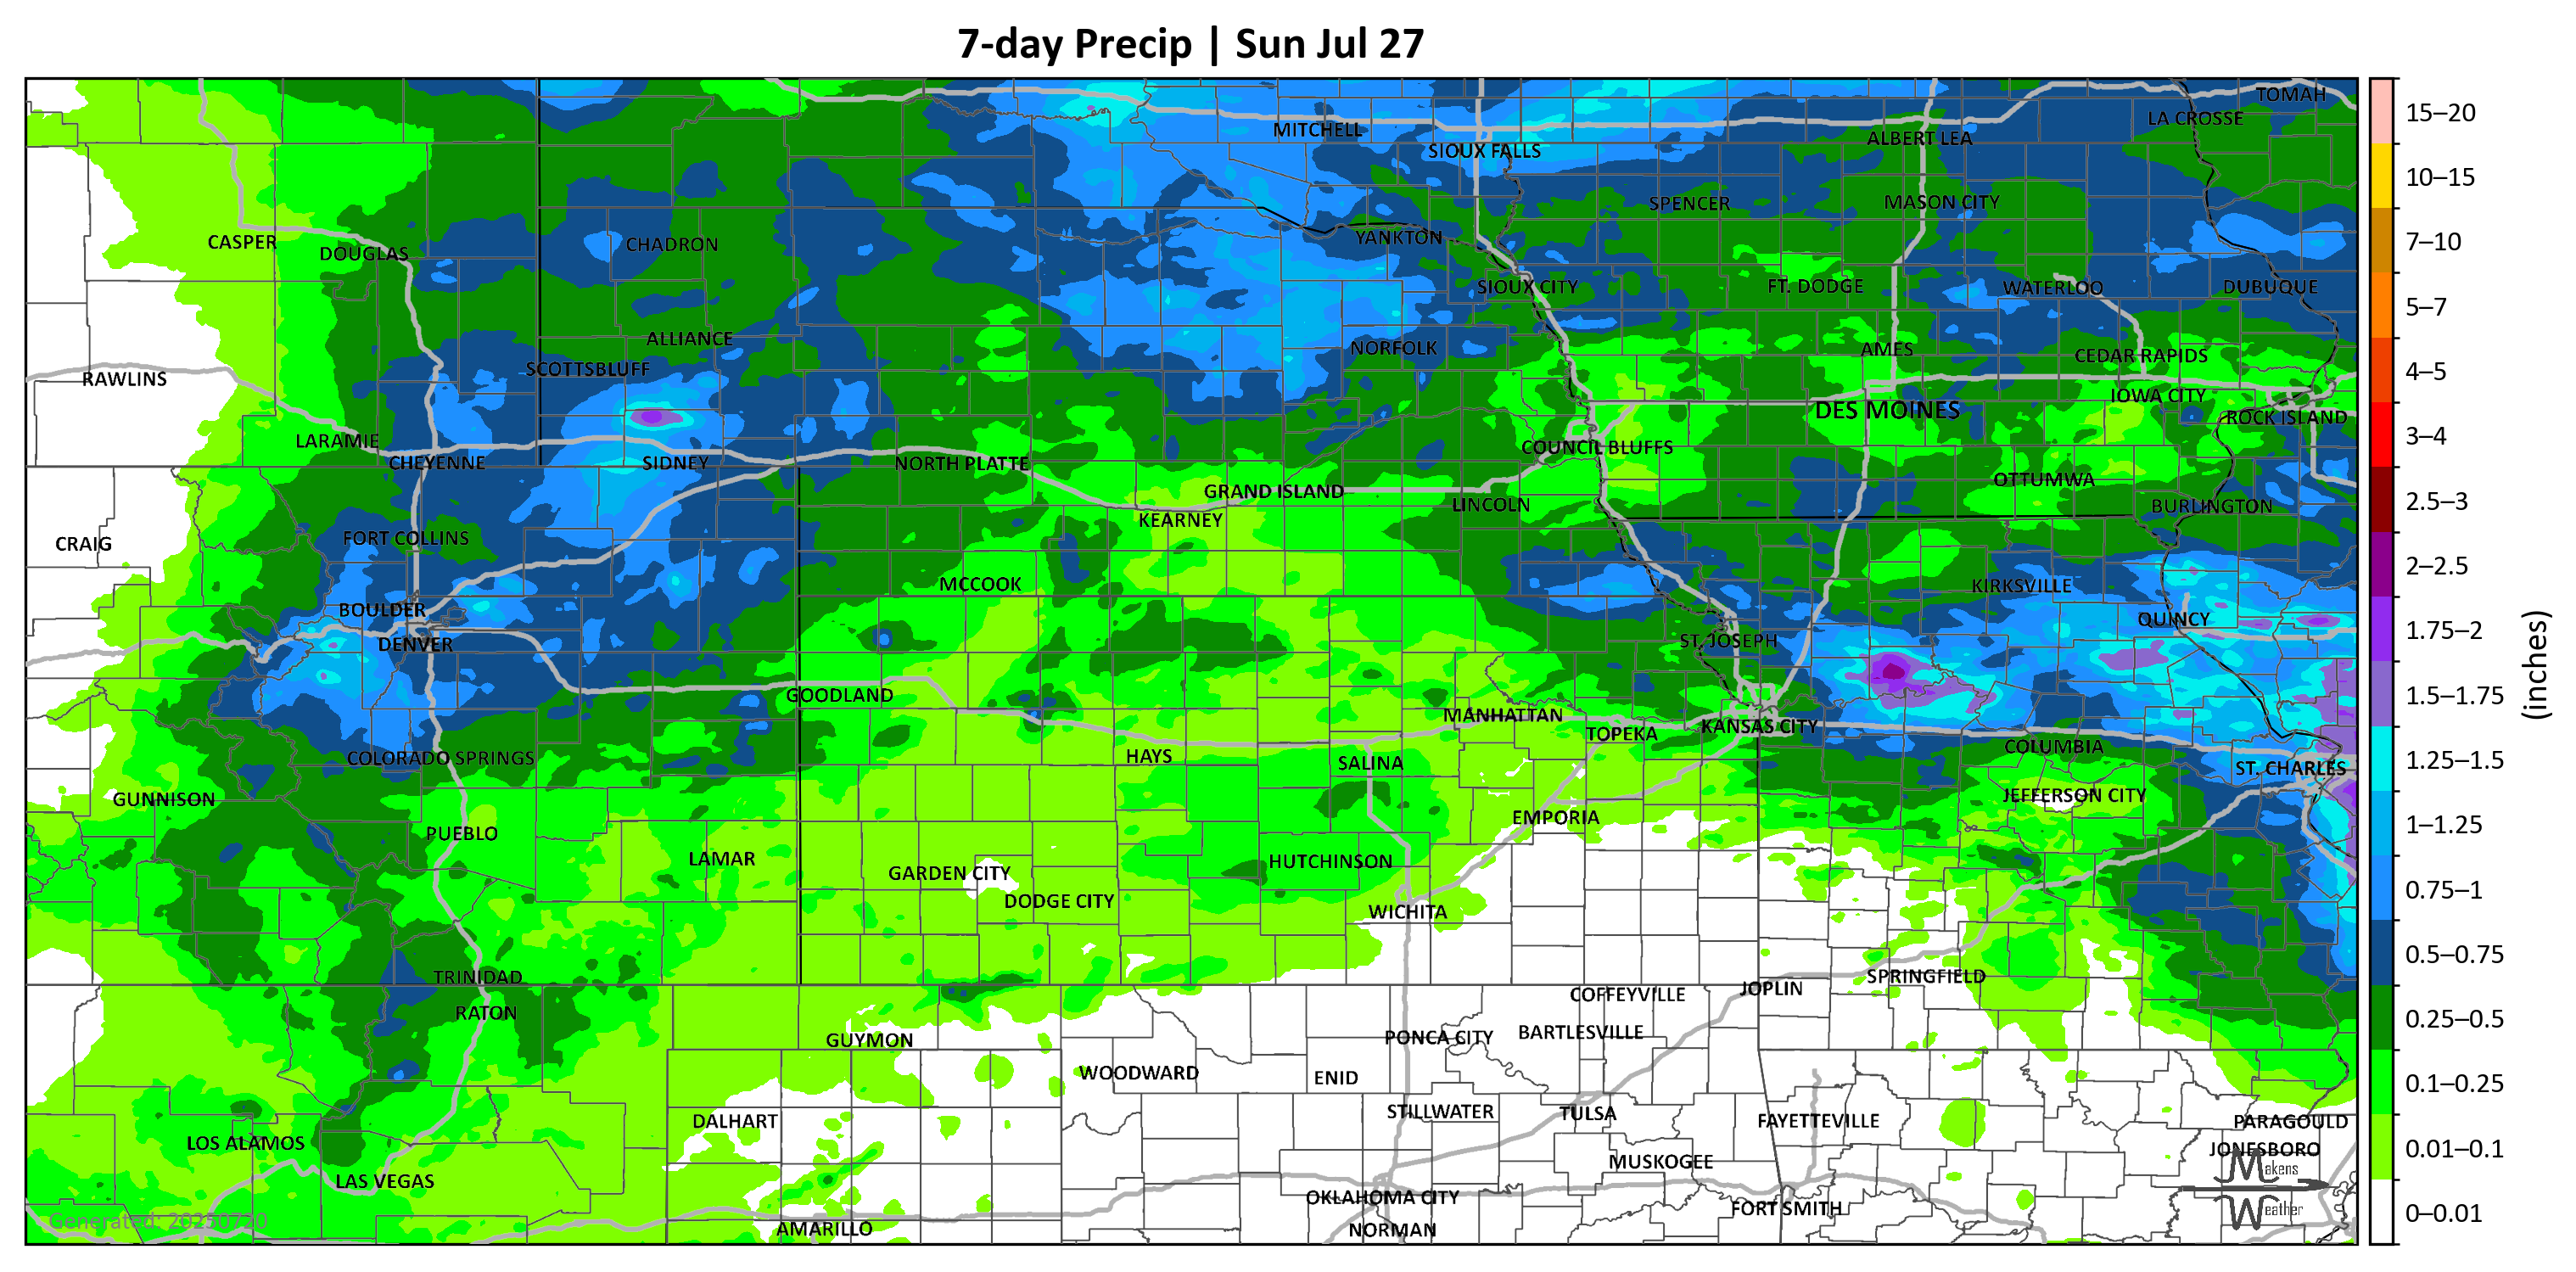 7-day Precip | Sun Jul 27
TOMAH
LA CROSSE
MITCHELL
ALBERT LEA
SIOUX FALLS
SPENCER
MASON CITY
CASPER
DOUGLAS
CHADRON
YANKTON
SIOUX CITY
FT. DODGE
WATERLOO
DUBUQUE
ALLIANCE
NORFOLK
AMES
CEDAR RAPIDS
SCOTTSBLUFF
RAWLINS
IOWA CITY
DES MOINES
ROCK ISLAND
LARAMIE
COUNCIL BLUFFS
CHEYENNE
SIDNEY
NORTH PLATTE
OTTUMWA
GRAND ISLAND
LINCOLN
BURLINGTON
KEARNEY
FORT COLLINS
CRAIG
MCCOOK
KIRKSVILLE
BOULDER
QUINCY
DENVER
ST. JOSEPH
GOODLAND
MANHATTAN
KANSAS CITY
TOPEKA
COLUMBIA
HAYS
COLORADO SPRINGS
SALINA
ST. CHARLES
GUNNISON
JEFFERSON CITY
EMPORIA
PUEBLO
LAMAR
HUTCHINSON
GARDEN CITY
DODGE CITY
WICHITA
TRINIDAD
SPRINGFIELD
JOPLIN
COFFEYVILLE
RATON
BARTLESVILLE
PONCA CITY
GUYMON
WOODWARD
ENID
STILLWATER
TULSA
DALHART
FAYETTEVILLE
PARAGOULD
LOS ALAMOS
JONESBORO
MUSKOGEE
LAS VEGAS
OKLAHOMA CITY
FORT SMITH
AMARILLO
NORMAN
Makens
Weather
Generated: 20250720
15–20
10–15
7–10
5–7
4–5
3–4
2.5–3
2–2.5
1.75–2
1.5–1.75
1.25–1.5
1–1.25
0.75–1
0.5–0.75
0.25–0.5
0.1–0.25
0.01–0.1
0–0.01
(inches)